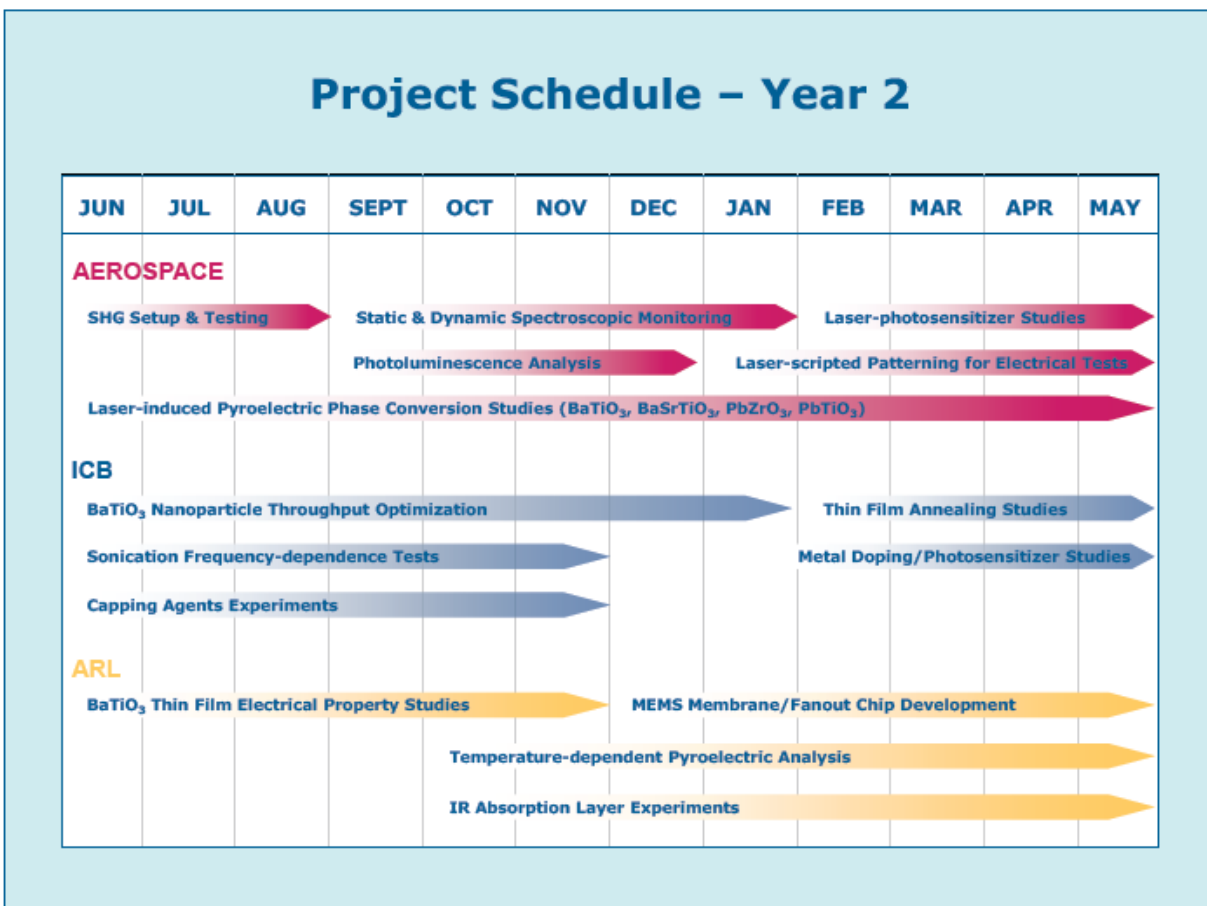 Project Schedule – Year 2
JUN JUL AUG SEPT OCT NOV DEC JAN FEB MAR APR MAY
AEROSPACE
SHG Setup & Testing Static & Dynamic Spectroscopic Monitoring Laser-photosensitizer Studies
Photoluminescence Analysis Laser-scripted Patterning for Electrical Tests
Laser-induced Pyroelectric Phase Conversion Studies (BaTiO₃, BaSrTiO₃, PbZrO₃, PbTiO₃)
ICB
BaTiO₃ Nanoparticle Throughput Optimization Thin Film Annealing Studies
Sonication Frequency-dependence Tests Metal Doping/Photosensitizer Studies
Capping Agents Experiments
ARL
BaTiO₃ Thin Film Electrical Property Studies MEMS Membrane/Fanout Chip Development
Temperature-dependent Pyroelectric Analysis
IR Absorption Layer Experiments